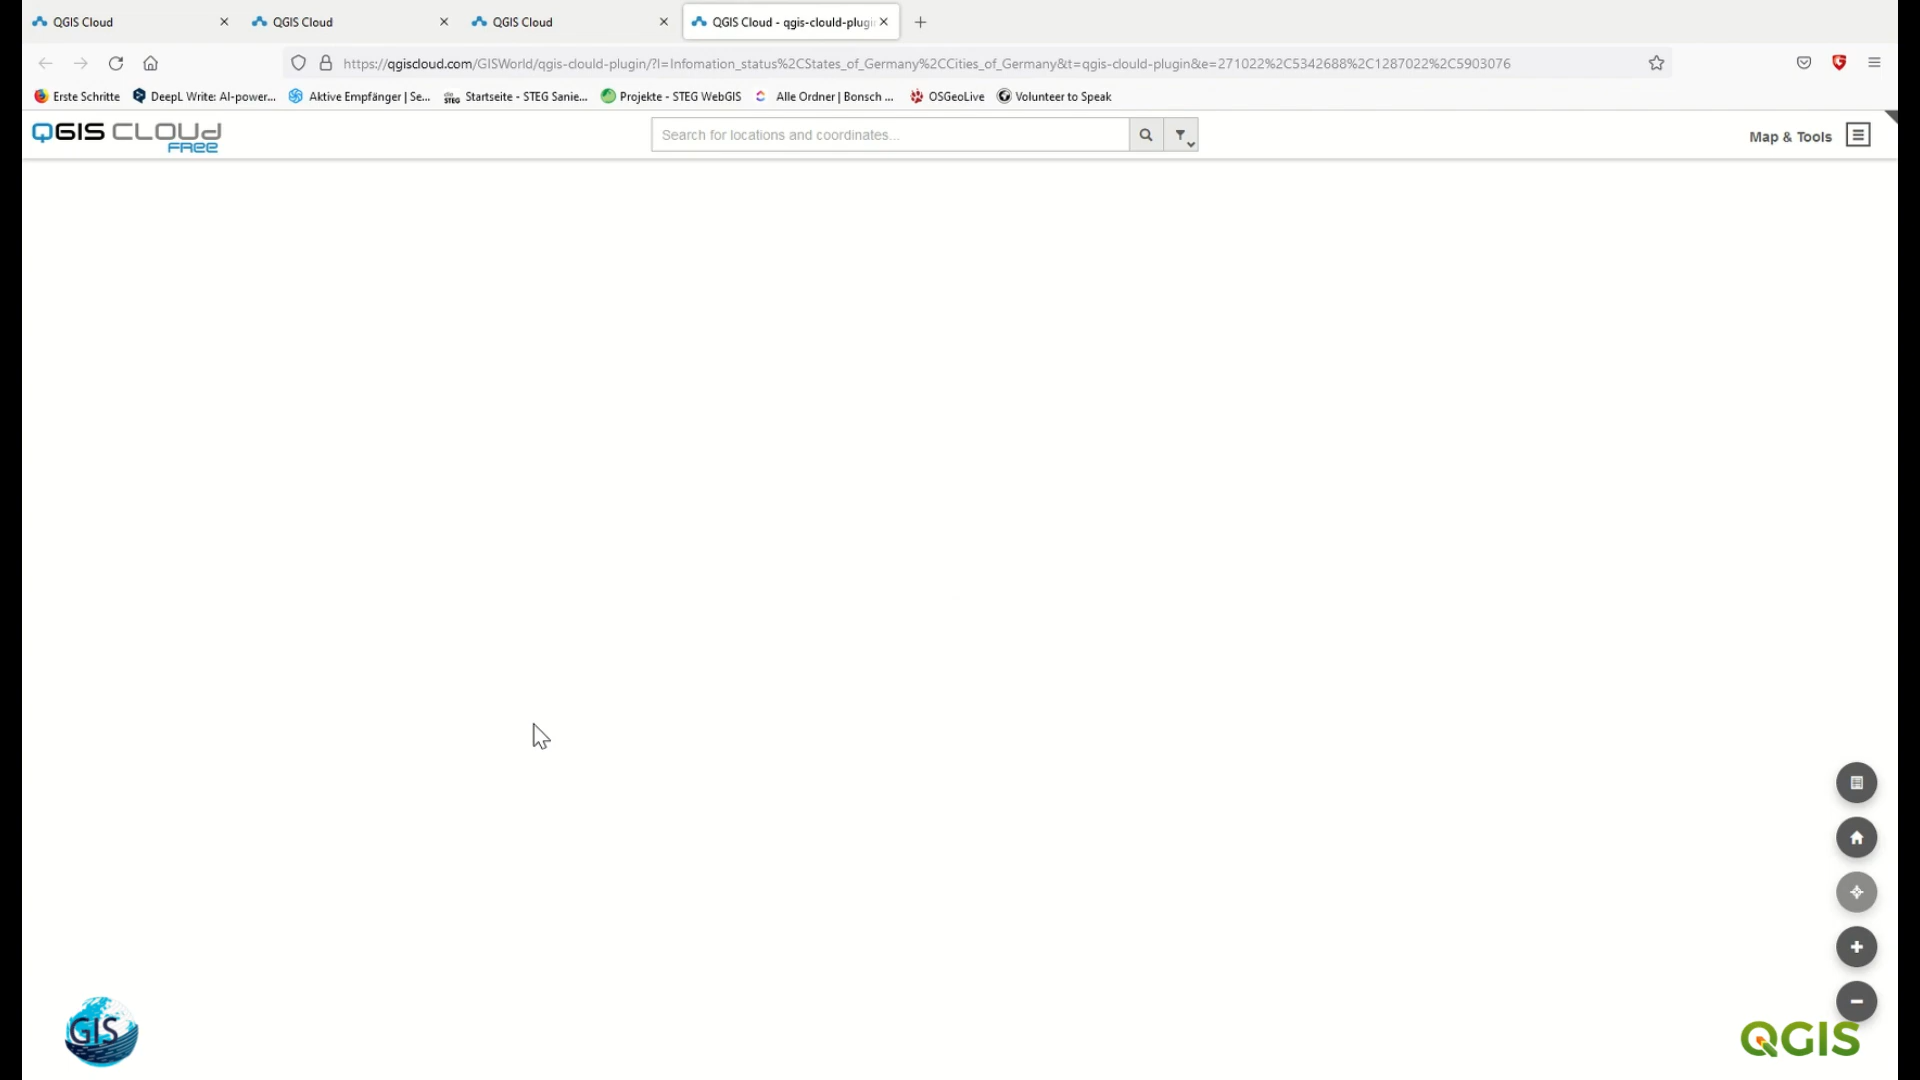 QGIS Cloud
QGIS Cloud
QGIS Cloud
QGIS Cloud - qgis-clould-plugi
https://qgiscloud.com/GISWorld/qgis-clould-plugin/?l=Infomation_status%2CStates_of_Germany%2CCities_of_Germany&t=qgis-clould-plugin&e=271022%2C5342688%2C1287022%2C5903076
Erste Schritte
DeepL Write: AI-power...
Aktive Empfänger | Se...
Startseite - STEG Sanie...
Projekte - STEG WebGIS
Alle Ordner | Bonsch ...
OSGeoLive
Volunteer to Speak
QGIS CLOUD
FREE
Search for locations and coordinates...
Map & Tools
GIS
QGIS